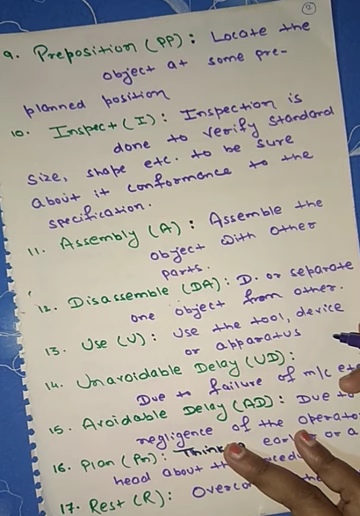 2
9. Preposition (PP): Locate the
object at some pre-
planned position
10. Inspect (I): Inspection is
done to verify standard
size, shape etc. to be sure
about it conformance to the
specification.
11. Assembly (A): Assemble the
object with other
parts.
12. Disassemble (DA): D. or separate
one object from other.
13. Use (U): Use the tool, device
or apparatus
14. Unavoidable Delay (UD):
Due to failure of m/c etc
15. Avoidable Delay (AD): Due to
negligence of the operator
16. Plan (Pn): or a
head about
17. Rest (R):